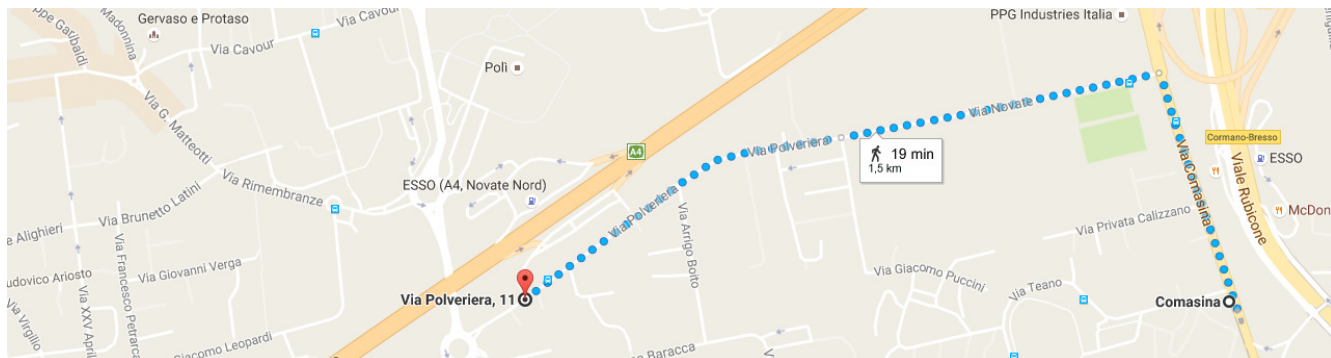 Gervaso e Protaso
ppe Garibaldi
Madonnina
Via Cavour
Via Cavour
PPG Industries Italia
Polì
Via G. Matteotti
Via Novate
Via Polveriera
A4
19 min
1,5 km
Cormano-Bresso
ESSO
ESSO (A4, Novate Nord)
Via Rimembranze
Via Comasina
Viale Rubicone
McDon
Via Brunetto Latini
e Alighieri
Via Polveriera
Via Arrigo Boito
Via Privata Calizzano
Via Giovanni Verga
udovico Ariosto
Via Francesco Petrarca
Via XXV April
Via Virgilio
Via Giacomo Puccini
Via Teano
Via Polveriera, 11
Comasina
Giacomo Leopardi
Baracca